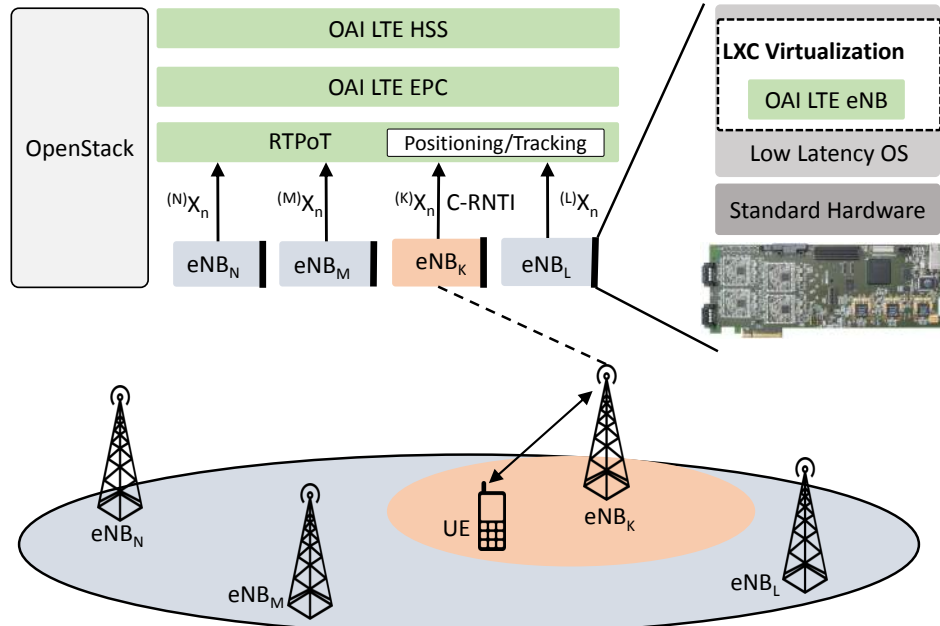 OpenStack
OAI LTE HSS
OAI LTE EPC
RTPoT
Positioning/Tracking
(N)Xn
(M)Xn
(K)Xn C-RNTI
(L)Xn
eNBN
eNBM
eNBK
eNBL
LXC Virtualization
OAI LTE eNB
Low Latency OS
Standard Hardware
eNBN
eNBM
UE
eNBK
eNBL